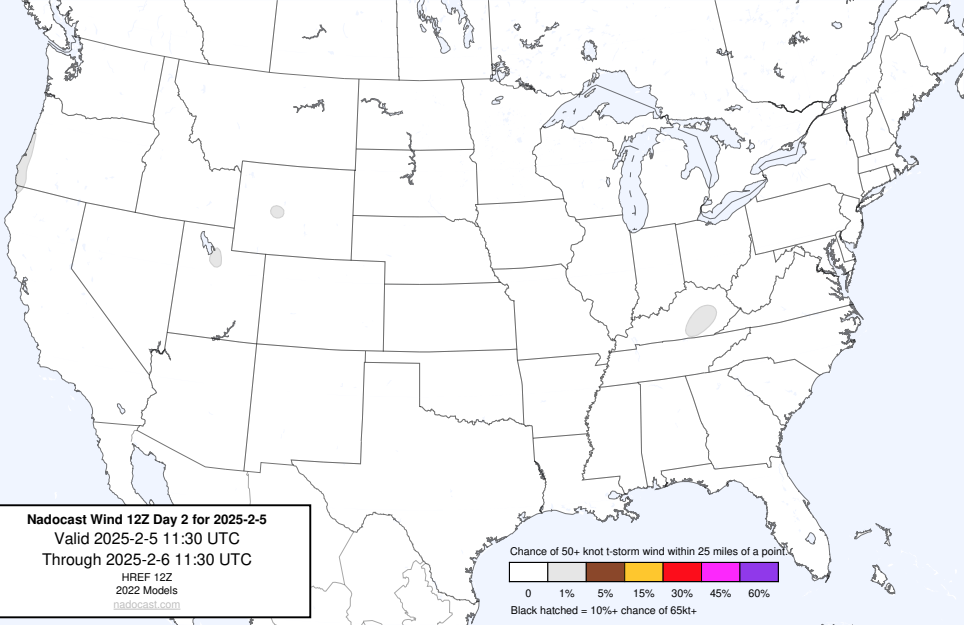 Nadocast Wind 12Z Day 2 for 2025-2-5
Valid 2025-2-5 11:30 UTC
Through 2025-2-6 11:30 UTC
HREF 12Z
2022 Models
nadocast.com
Chance of 50+ knot t-storm wind within 25 miles of a point.
0 1% 5% 15% 30% 45% 60%
Black hatched = 10%+ chance of 65kt+